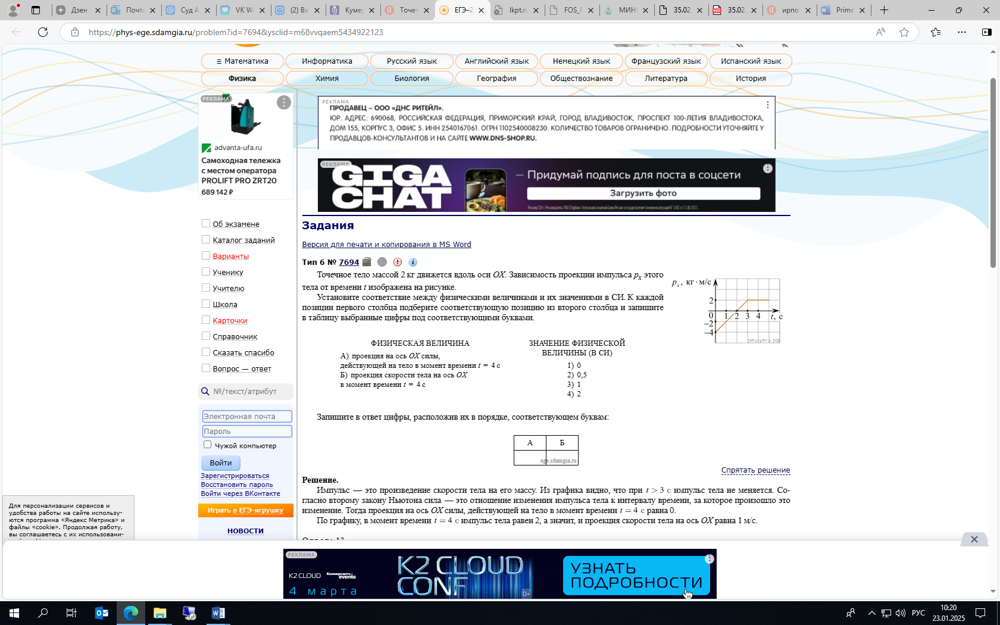 Дзен
Почта
Суд А
VK W
(2) Вх
Кумер
Точеч
ЕГЭ–2
lkpt.ru
FOS_F
МИНИ
35.02
35.02
ирпо
Prime
https://phys-ege.sdamgia.ru/problem?id=7694&ysclid=m68vvqaem5434922123
≡ Математика
Информатика
Русский язык
Английский язык
Немецкий язык
Французский язык
Испанский язык
Физика
Химия
Биология
География
Обществознание
Литература
История
РЕКЛАМА
advanta-ufa.ru
Самоходная тележка
с местом оператора
PROLIFT PRO ZRT20
689 142 ₽
РЕКЛАМА
ПРОДАВЕЦ – ООО «ДНС РИТЕЙЛ».
ЮР. АДРЕС: 690068, РОССИЙСКАЯ ФЕДЕРАЦИЯ, ПРИМОРСКИЙ КРАЙ, ГОРОД ВЛАДИВОСТОК, ПРОСПЕКТ 100-ЛЕТИЯ ВЛАДИВОСТОКА,
ДОМ 155, КОРПУС 3, ОФИС 5. ИНН 2540167061. ОГРН 1102540008230. КОЛИЧЕСТВО ТОВАРОВ ОГРАНИЧЕНО. ПОДРОБНОСТИ УТОЧНЯЙТЕ У
ПРОДАВЦОВ-КОНСУЛЬТАНТОВ И НА САЙТЕ WWW.DNS-SHOP.RU.
РЕКЛАМА
GIGA
CHAT
— Придумай подпись для поста в соцсети
Загрузить фото
Об экзамене
Каталог заданий
Варианты
Ученику
Учителю
Школа
Карточки
Справочник
Сказать спасибо
Вопрос — ответ
№/текст/атрибут
Электронная почта
Пароль
Чужой компьютер
Войти
Зарегистрироваться
Восстановить пароль
Войти через ВКонтакте
Играть в ЕГЭ-игрушку
НОВОСТИ
Задания
Версия для печати и копирования в MS Word
Тип 6 № 7694
Точечное тело массой 2 кг движется вдоль оси OX. Зависимость проекции импульса pₓ этого
тела от времени t изображена на рисунке.
Установите соответствие между физическими величинами и их значениями в СИ. К каждой
позиции первого столбца подберите соответствующую позицию из второго столбца и запишите
в таблицу выбранные цифры под соответствующими буквами.
pₓ, кг · м/с
2
0
1 2 3 4 t, с
−2
−4
решуегэ.рф
ФИЗИЧЕСКАЯ ВЕЛИЧИНА
А) проекция на ось OX силы,
действующей на тело в момент времени t = 4 с
Б) проекция скорости тела на ось OX
в момент времени t = 4 с
ЗНАЧЕНИЕ ФИЗИЧЕСКОЙ
ВЕЛИЧИНЫ (В СИ)
1) 0
2) 0,5
3) 1
4) 2
Запишите в ответ цифры, расположив их в порядке, соответствующем буквам:
А Б
ege.sdamgia.ru
Спрятать решение
Решение.
Импульс — это произведение скорости тела на его массу. Из графика видно, что при t > 3 с импульс тела не меняется. Со-
гласно второму закону Ньютона сила — это отношение изменения импульса тела к интервалу времени, за которое произошло это
изменение. Тогда проекция на ось OX силы, действующей на тело в момент времени t = 4 с равна 0.
По графику, в момент времени t = 4 с импульс тела равен 2, а значит, и проекция скорости тела на ось OX равна 1 м/с.
Ответ: 13
Для персонализации сервисов и
удобства работы на сайте использу-
ются программа «Яндекс Метрика» и
файлы «cookie». Продолжая работу,
вы соглашаетесь с их использовани-
РЕКЛАМА
K2 CLOUD
Коммерсантъ
events
4 марта
K2 CLOUD
CONF
0+
УЗНАТЬ
ПОДРОБНОСТИ
РУС
10:20
23.01.2025